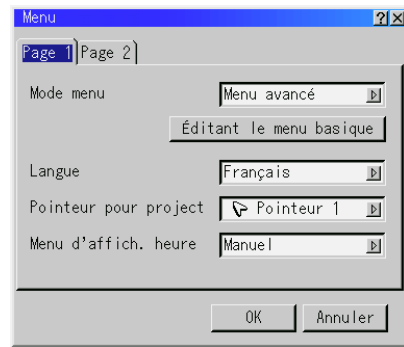 Menu
Page 1 Page 2
Mode menu Menu avancé
Éditant le menu basique
Langue Français
Pointeur pour project Pointeur 1
Menu d'affich. heure Manuel
OK Annuler